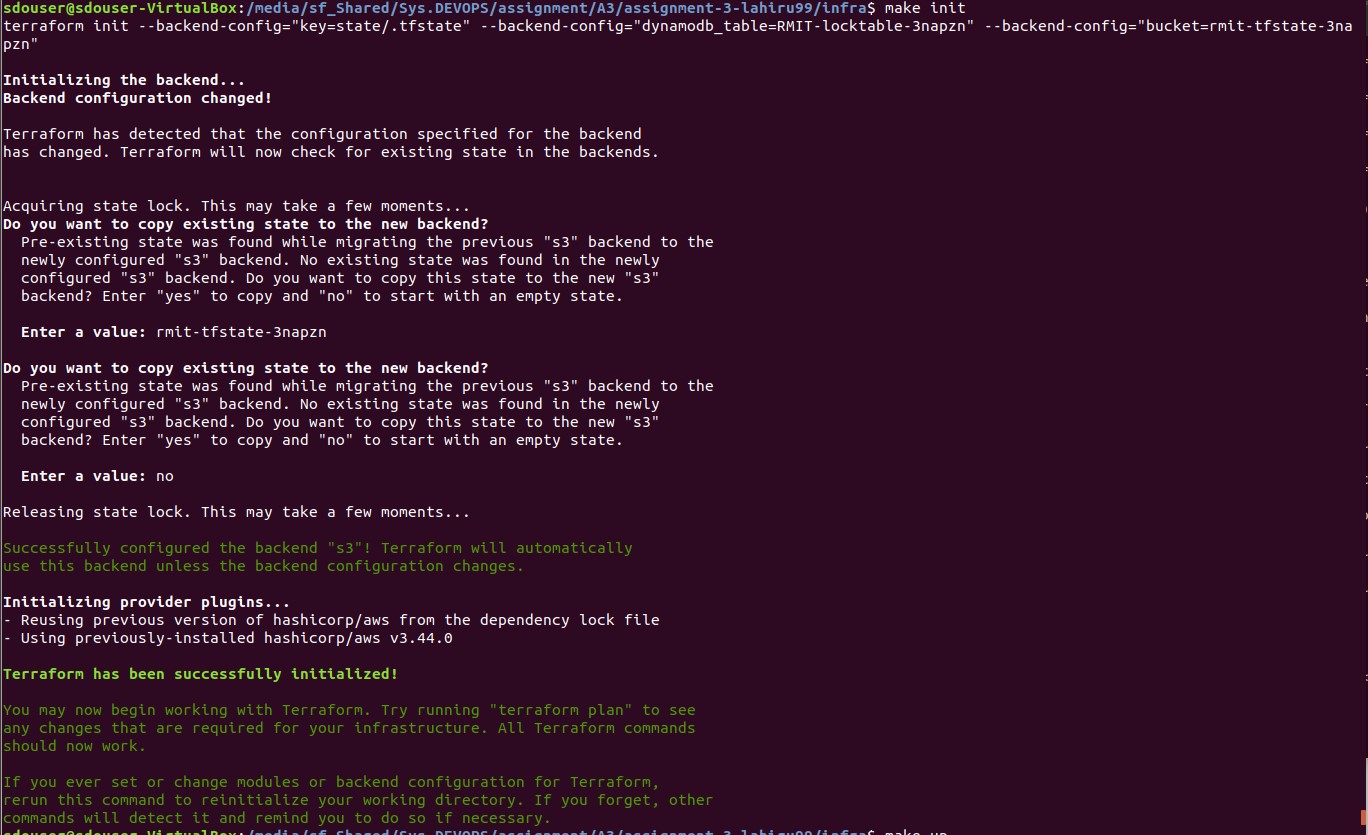 sdouser@sdouser-VirtualBox:/media/sf_Shared/Sys.DEVOPS/assignment/A3/assignment-3-lahiru99/infra$ make init
terraform init --backend-config="key=state/.tfstate" --backend-config="dynamodb_table=RMIT-locktable-3napzn" --backend-config="bucket=rmit-tfstate-3na
pzn"
Initializing the backend...
Backend configuration changed!
Terraform has detected that the configuration specified for the backend
has changed. Terraform will now check for existing state in the backends.
Acquiring state lock. This may take a few moments...
Do you want to copy existing state to the new backend?
Pre-existing state was found while migrating the previous "s3" backend to the
newly configured "s3" backend. No existing state was found in the newly
configured "s3" backend. Do you want to copy this state to the new "s3"
backend? Enter "yes" to copy and "no" to start with an empty state.
Enter a value: rmit-tfstate-3napzn
Do you want to copy existing state to the new backend?
Pre-existing state was found while migrating the previous "s3" backend to the
newly configured "s3" backend. No existing state was found in the newly
configured "s3" backend. Do you want to copy this state to the new "s3"
backend? Enter "yes" to copy and "no" to start with an empty state.
Enter a value: no
Releasing state lock. This may take a few moments...
Successfully configured the backend "s3"! Terraform will automatically
use this backend unless the backend configuration changes.
Initializing provider plugins...
- Reusing previous version of hashicorp/aws from the dependency lock file
- Using previously-installed hashicorp/aws v3.44.0
Terraform has been successfully initialized!
You may now begin working with Terraform. Try running "terraform plan" to see
any changes that are required for your infrastructure. All Terraform commands
should now work.
If you ever set or change modules or backend configuration for Terraform,
rerun this command to reinitialize your working directory. If you forget, other
commands will detect it and remind you to do so if necessary.
sdouser@sdouser-VirtualBox:/media/sf_Shared/Sys.DEVOPS/assignment/A3/assignment-3-lahiru99/infra$ make up